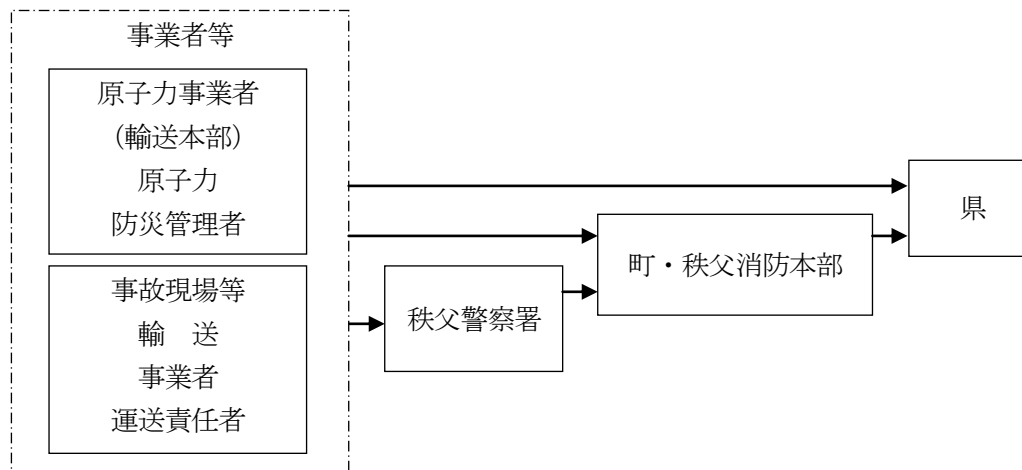 事業者等
原子力事業者
（輸送本部）
原子力
防災管理者
事故現場等
輸　送
事業者
運送責任者
秩父警察署
町・秩父消防本部
県